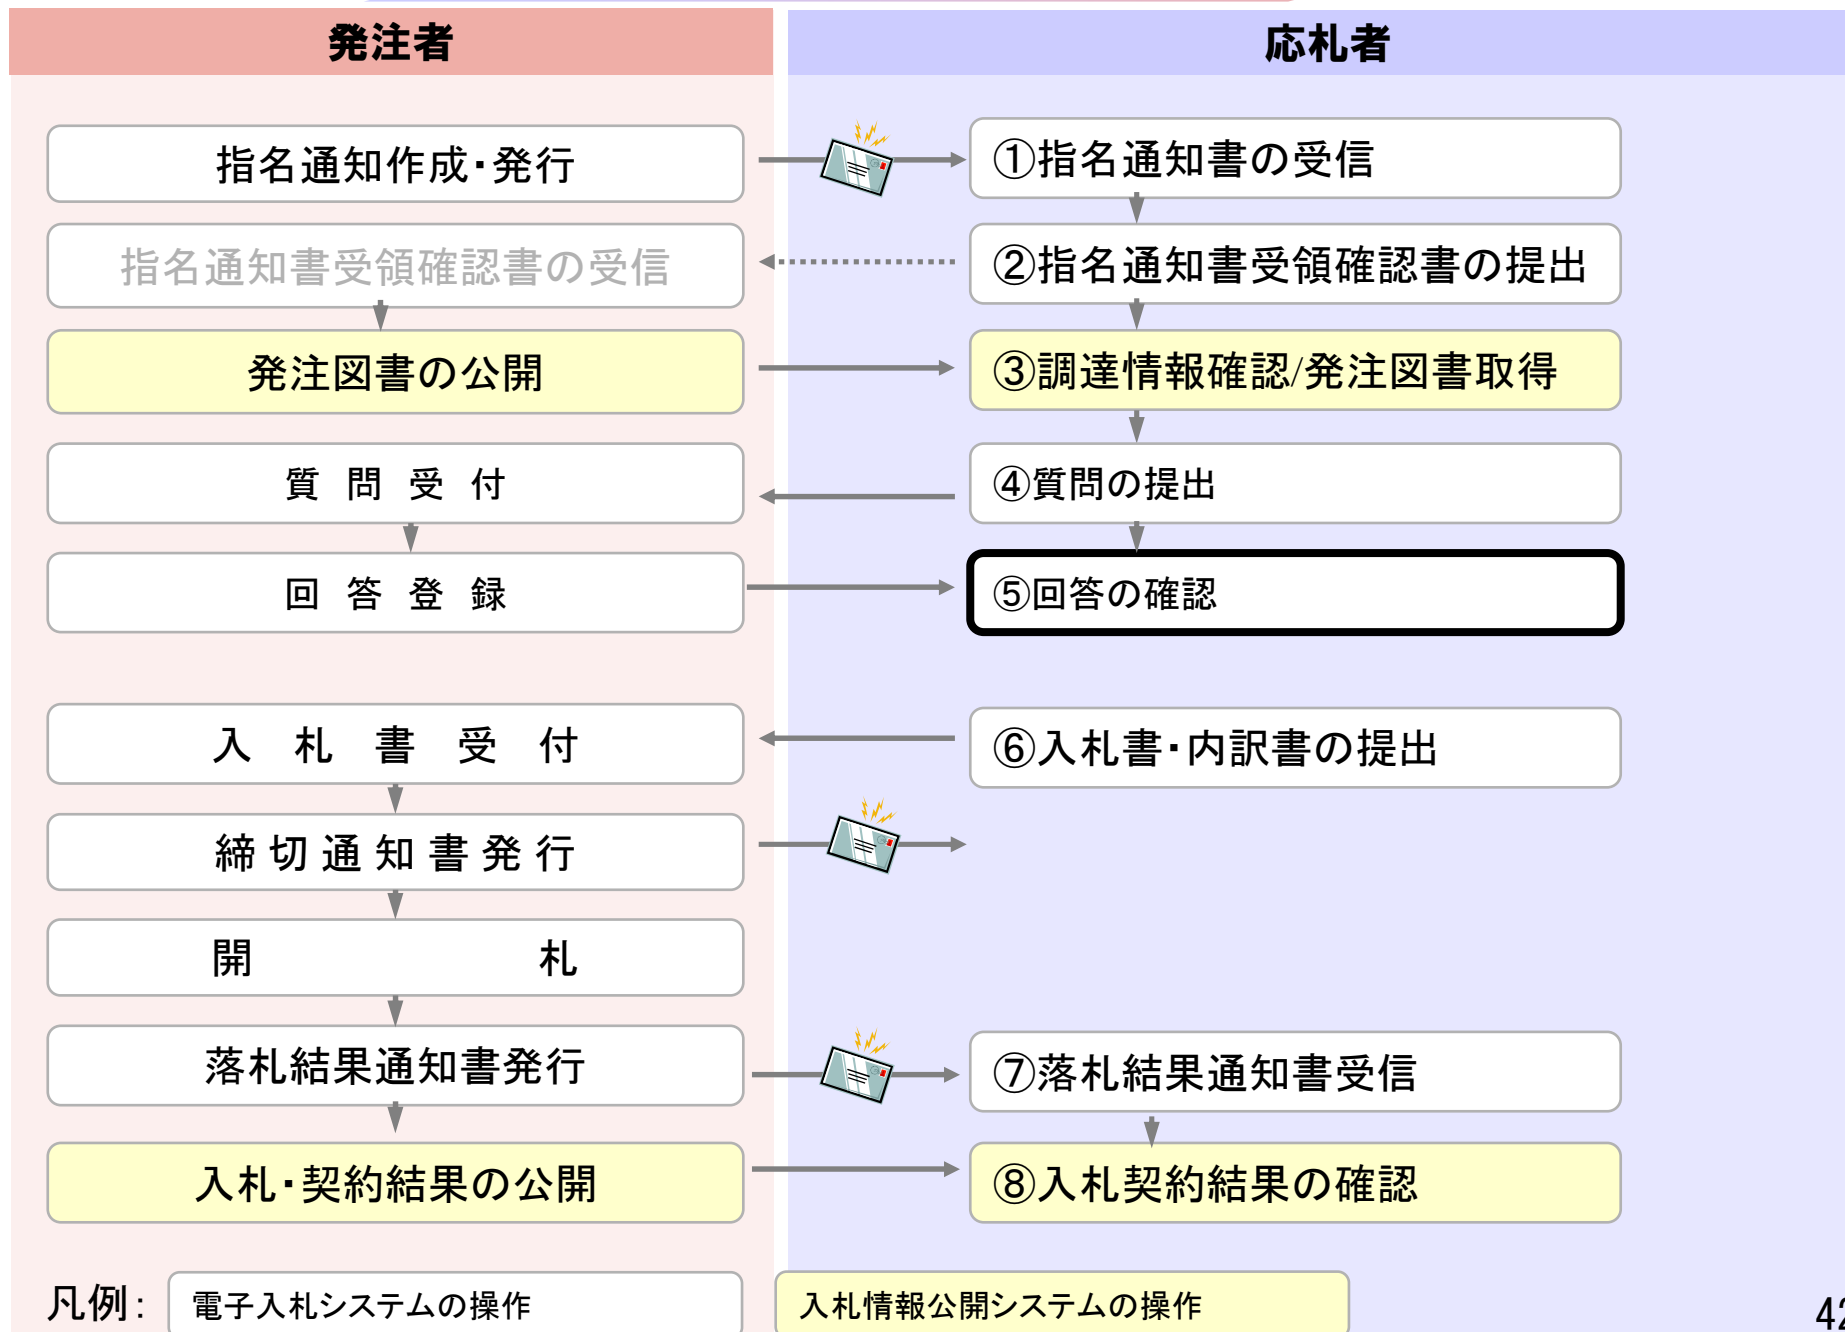 発注者
応札者
指名通知作成・発行
①指名通知書の受信
指名通知書受領確認書の受信
②指名通知書受領確認書の提出
発注図書の公開
③調達情報確認/発注図書取得
質 問 受 付
④質問の提出
回 答 登 録
⑤回答の確認
入 札 書 受 付
⑥入札書・内訳書の提出
締 切 通 知 書 発 行
開 札
落札結果通知書発行
⑦落札結果通知書受信
入札・契約結果の公開
⑧入札契約結果の確認
凡例：
電子入札システムの操作
入札情報公開システムの操作
42